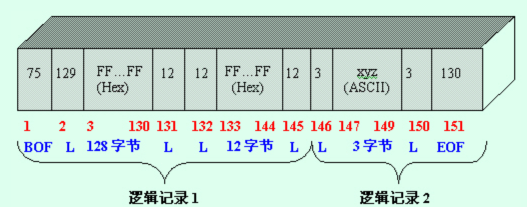 75 129 FF...FF 12 12 FF...FF 12 3 xyz 3 130
(Hex) (Hex) (ASCII)
1 2 3 130 131 132 133 144 145 146 147 149 150 151
BOF L 128 字节 L L 12 字节 L L 3 字节 L EOF
逻辑记录 1 逻辑记录 2